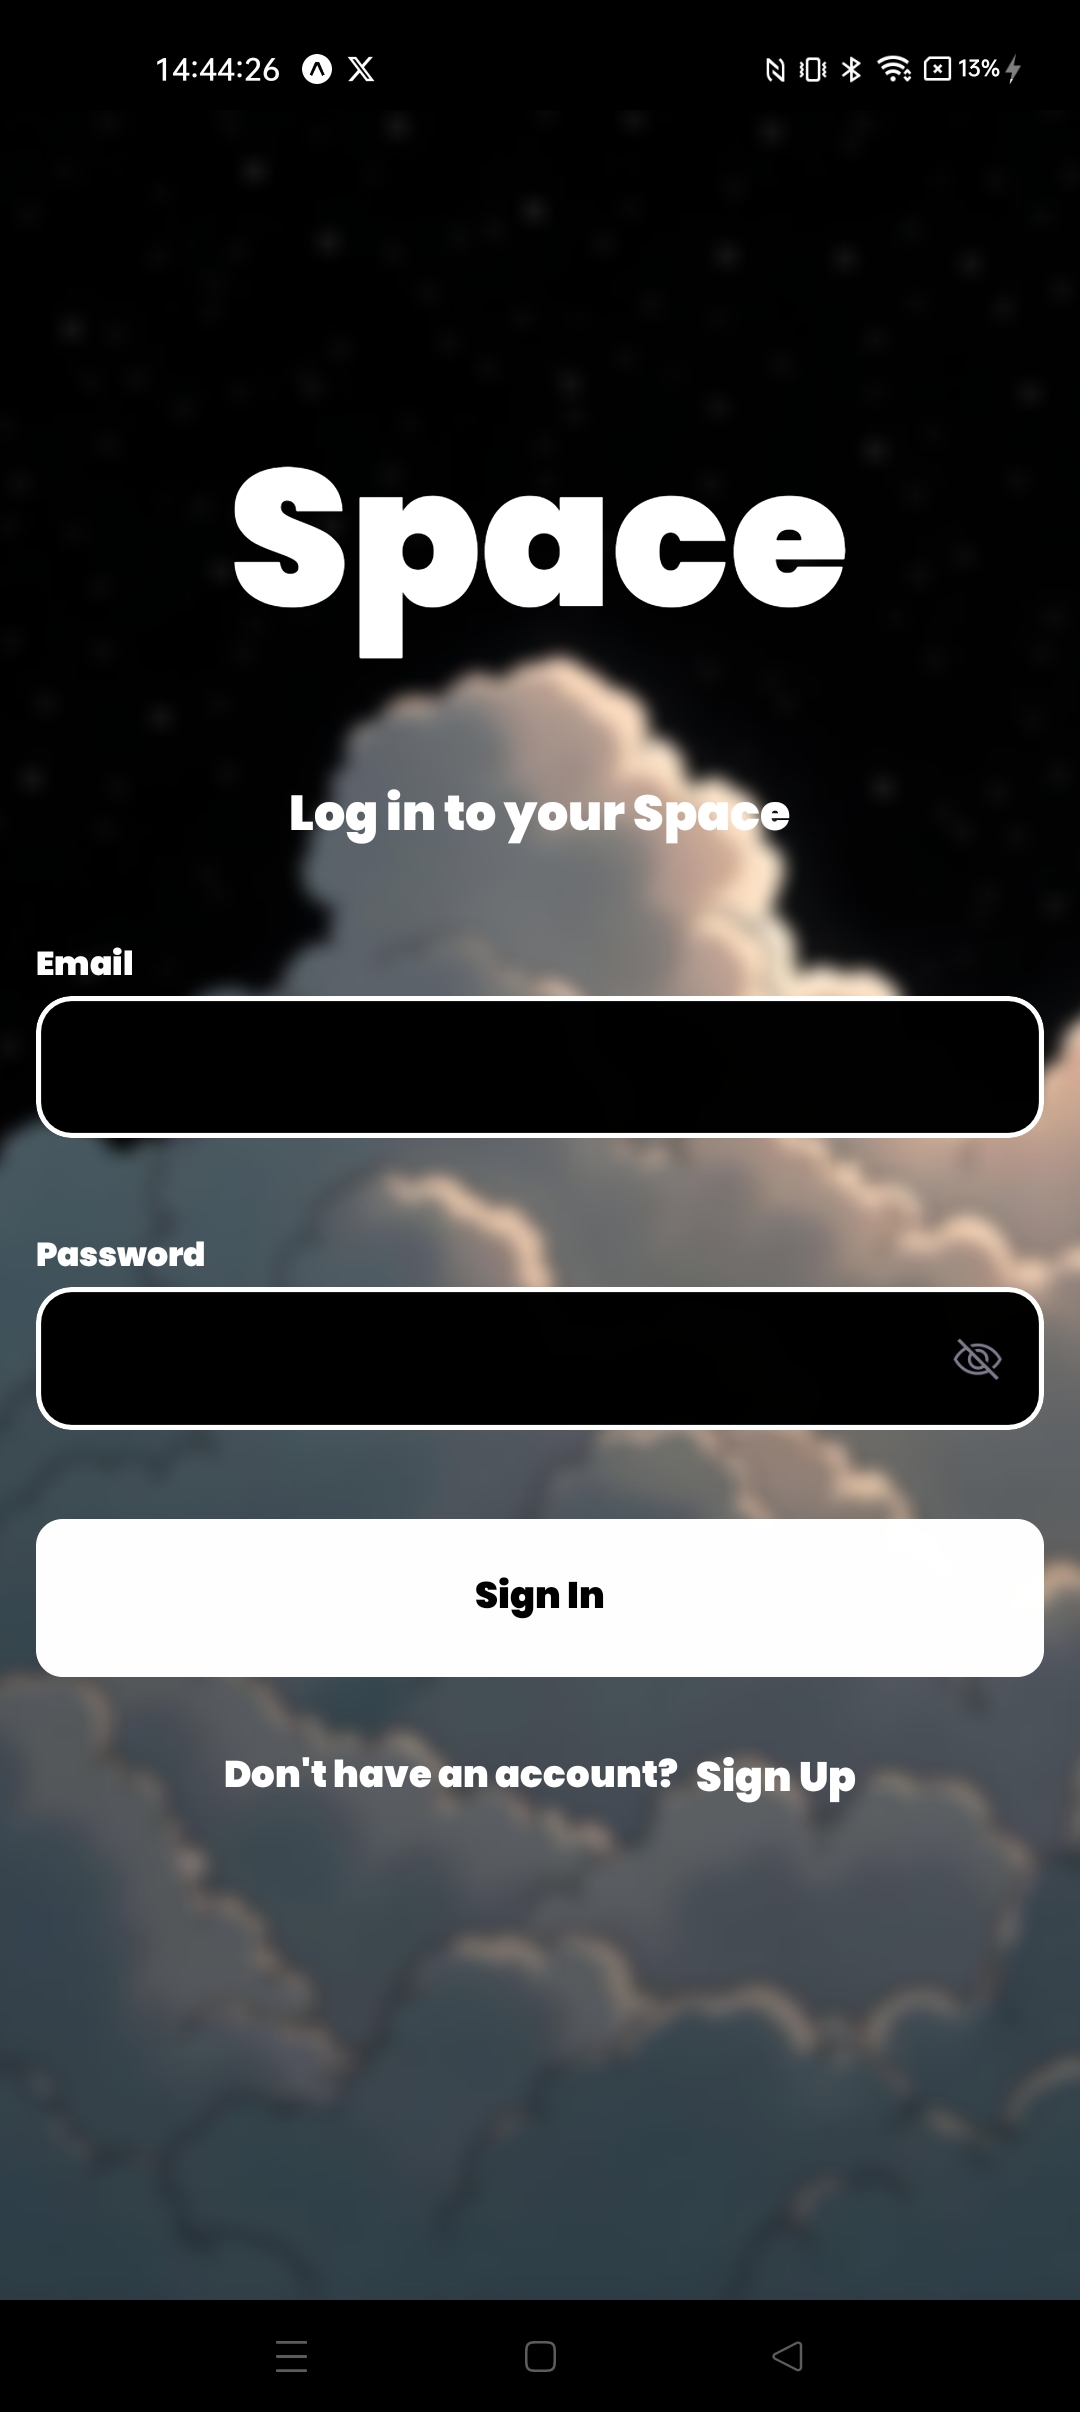 14:44:26 X 13%
Space
Log in to your Space
Email
Password
Sign In
Don't have an account? Sign Up